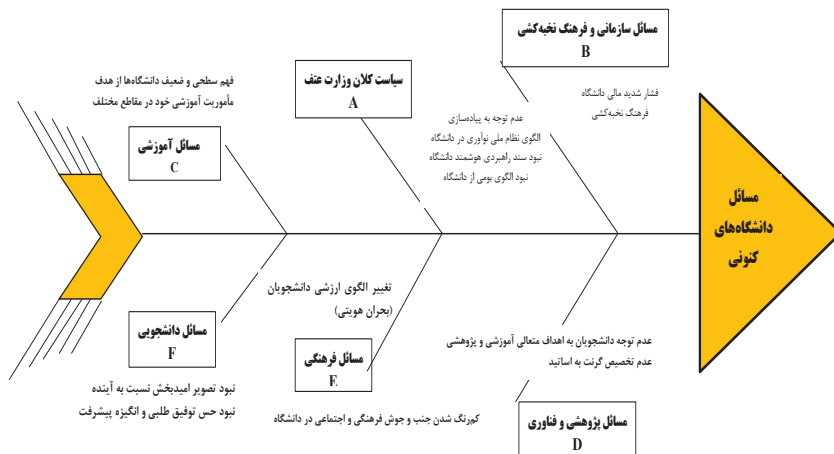 مسائل سازمانی و فرهنگ نخبه‌کشی
B
فشار شدید مالی دانشگاه
فرهنگ نخبه‌کشی
سیاست کلان وزارت عتف
A
عدم توجه به پیاده‌سازی
الگوی نظام ملی نوآوری در دانشگاه
نبود سند راهبردی هوشمند دانشگاه
نبود الگوی بومی از دانشگاه
فهم سطحی و ضعیف دانشگاه‌ها از هدف
مأموریت آموزشی خود در مقاطع مختلف
مسائل آموزشی
C
مسائل
دانشگاه‌های
کنونی
عدم توجه دانشجویان به اهداف متعالی آموزشی و پژوهشی
عدم تخصیص گرنت به اساتید
مسائل پژوهشی و فناوری
D
تغییر الگوی ارزشی دانشجویان
(بحران هویتی)
مسائل فرهنگی
E
کم‌رنگ شدن جنب و جوش فرهنگی و اجتماعی در دانشگاه
مسائل دانشجویی
F
نبود تصویر امیدبخش نسبت به آینده
نبود حس توفیق طلبی و انگیزه پیشرفت